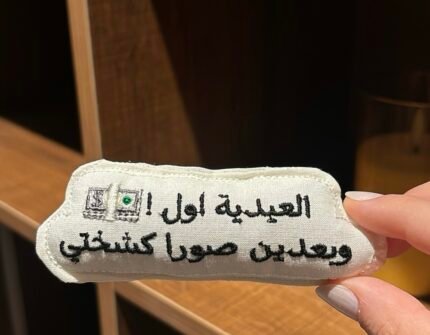 العيدية اول !
وبعدين صورا كشختي